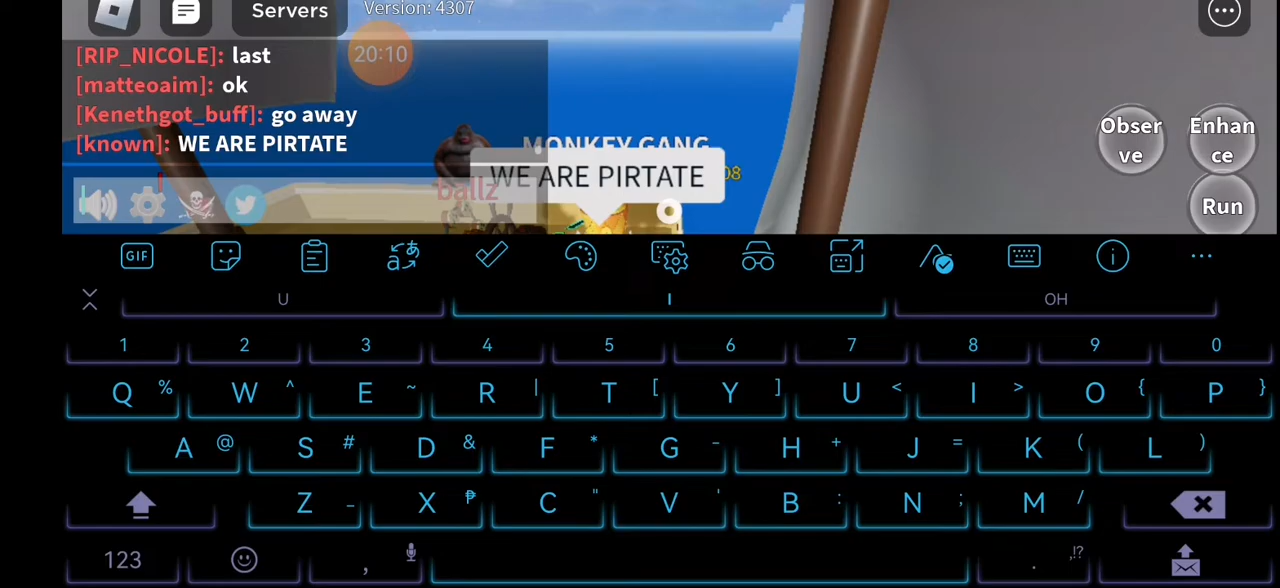 Servers
Version: 4307
[RIP_NICOLE]: last
20:10
[matteoaim]: ok
[Kenethgot_buff]: go away
[known]: WE ARE PIRTATE
MONKEY GANG
WE ARE PIRTATE
ballz
Obser
ve
Enhan
ce
Run
GIF
U I OH
1 2 3 4 5 6 7 8 9 0
Q % W ^ E ~ R | T [ Y ] U < I > O { P }
A @ S # D & F * G - H + J = K ( L )
Z _ X ₱ C " V ' B : N ; M /
123 , . ,!?